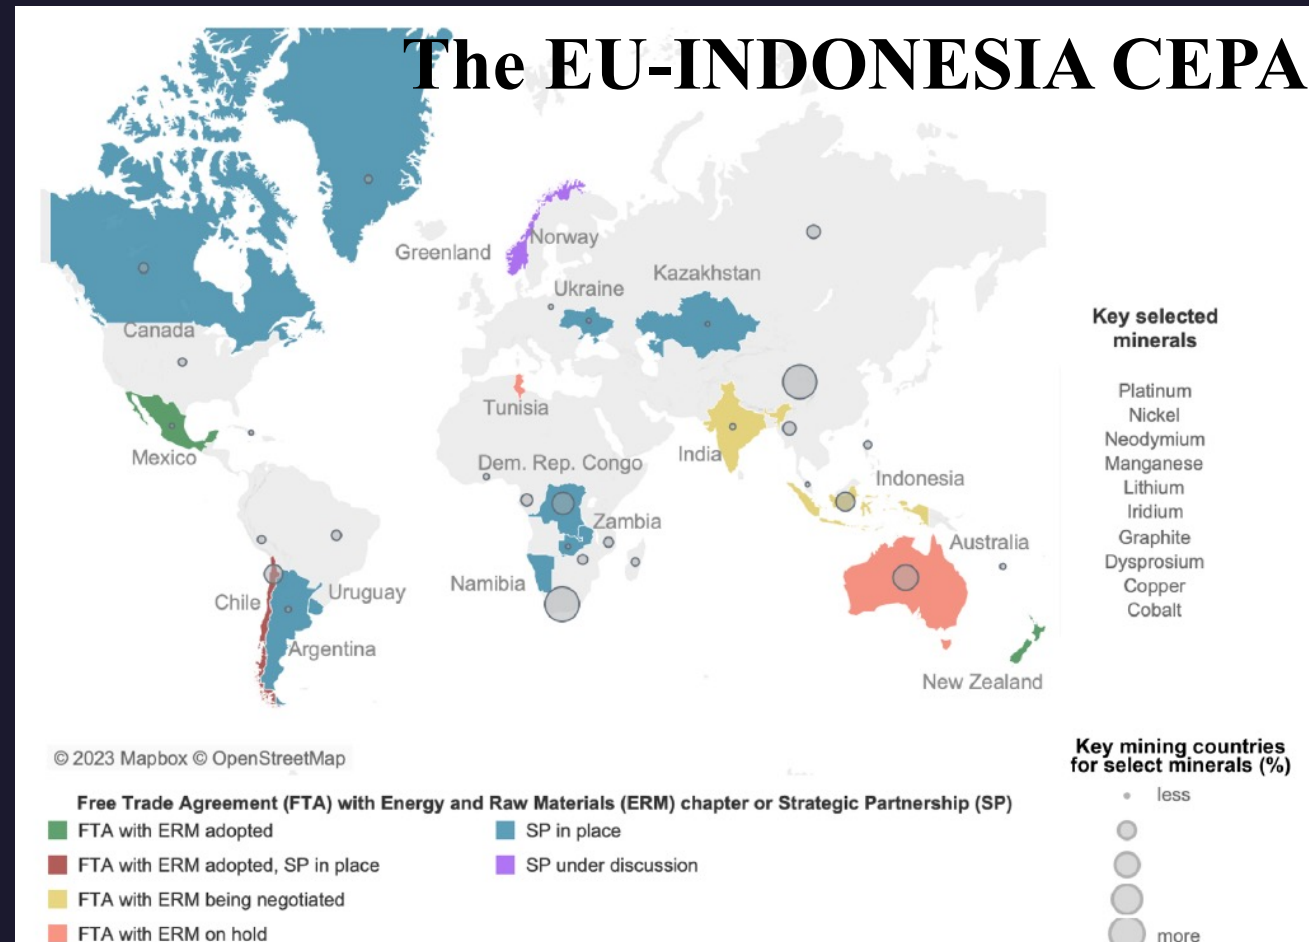 The EU-INDONESIA CEPA
Greenland
Norway
Kazakhstan
Ukraine
Canada
Tunisia
Mexico
India
Dem. Rep. Congo
Indonesia
Zambia
Australia
Namibia
Chile
Uruguay
Argentina
New Zealand
Key selected
minerals
Platinum
Nickel
Neodymium
Manganese
Lithium
Iridium
Graphite
Dysprosium
Copper
Cobalt
© 2023 Mapbox © OpenStreetMap
Key mining countries
for select minerals (%)
less
more
Free Trade Agreement (FTA) with Energy and Raw Materials (ERM) chapter or Strategic Partnership (SP)
FTA with ERM adopted
FTA with ERM adopted, SP in place
FTA with ERM being negotiated
FTA with ERM on hold
SP in place
SP under discussion